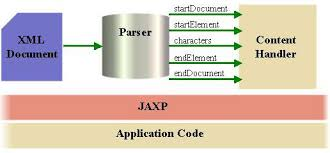 XML
Document
Parser
startDocument
startElement
characters
endElement
endDocument
Content
Handler
JAXP
Application Code